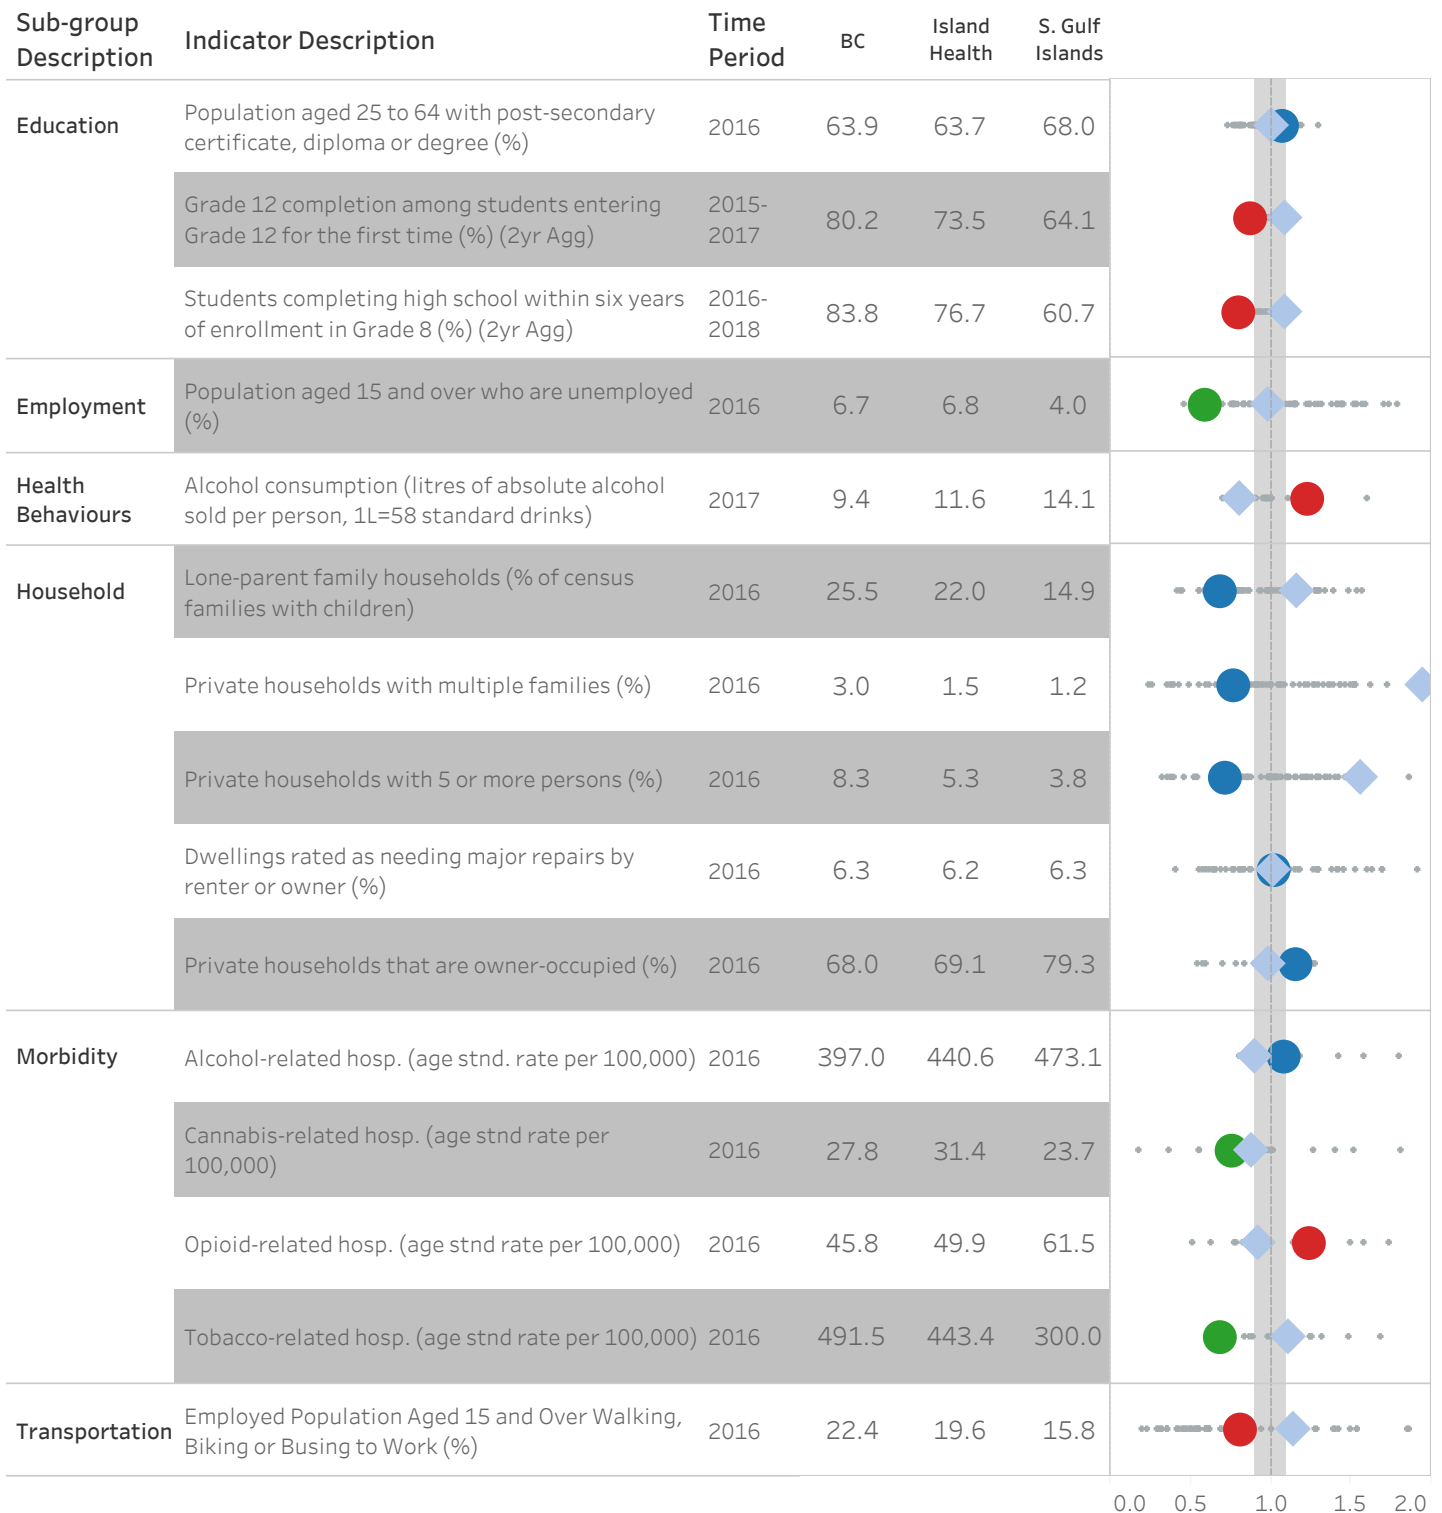 Sub-group
Description
Indicator Description
Time
Period
BC
Island
Health
S. Gulf
Islands
Education
Population aged 25 to 64 with post-secondary
certificate, diploma or degree (%)
2016
63.9
63.7
68.0
Grade 12 completion among students entering
Grade 12 for the first time (%) (2yr Agg)
2015-
2017
80.2
73.5
64.1
Students completing high school within six years
of enrollment in Grade 8 (%) (2yr Agg)
2016-
2018
83.8
76.7
60.7
Employment
Population aged 15 and over who are unemployed
(%)
2016
6.7
6.8
4.0
Health
Behaviours
Alcohol consumption (litres of absolute alcohol
sold per person, 1L=58 standard drinks)
2017
9.4
11.6
14.1
Household
Lone-parent family households (% of census
families with children)
2016
25.5
22.0
14.9
Private households with multiple families (%)
2016
3.0
1.5
1.2
Private households with 5 or more persons (%)
2016
8.3
5.3
3.8
Dwellings rated as needing major repairs by
renter or owner (%)
2016
6.3
6.2
6.3
Private households that are owner-occupied (%)
2016
68.0
69.1
79.3
Morbidity
Alcohol-related hosp. (age stnd. rate per 100,000)
2016
397.0
440.6
473.1
Cannabis-related hosp. (age stnd rate per
100,000)
2016
27.8
31.4
23.7
Opioid-related hosp. (age stnd rate per 100,000)
2016
45.8
49.9
61.5
Tobacco-related hosp. (age stnd rate per 100,000)
2016
491.5
443.4
300.0
Transportation
Employed Population Aged 15 and Over Walking,
Biking or Busing to Work (%)
2016
22.4
19.6
15.8
0.0 0.5 1.0 1.5 2.0